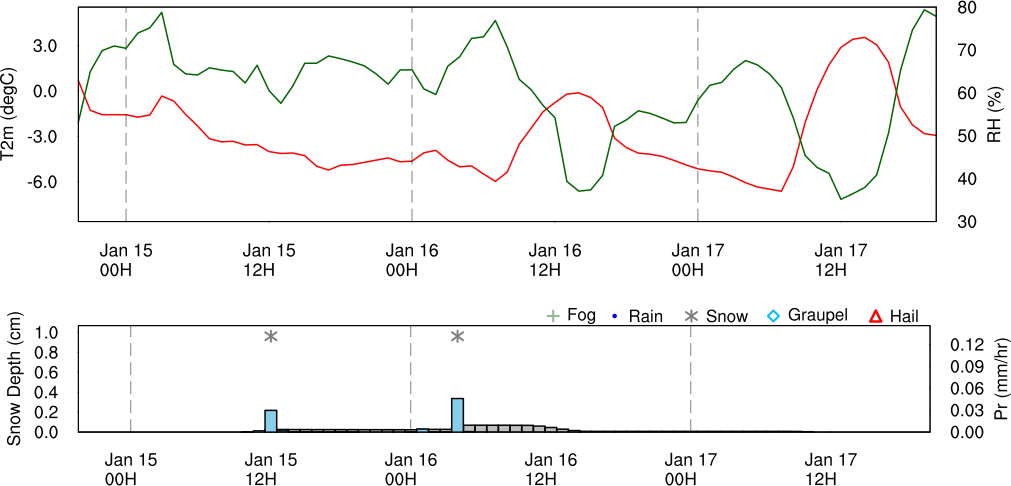 T2m (degC)
3.0
0.0
-3.0
-6.0
80
70
60
50
40
30
RH (%)
Jan 15 Jan 15 Jan 16 Jan 16 Jan 17 Jan 17
00H 12H 00H 12H 00H 12H
Fog Rain Snow Graupel Hail
Snow Depth (cm)
1.0
0.8
0.6
0.4
0.2
0.0
0.12
0.09
0.06
0.03
0.00
Pr (mm/hr)
Jan 15 Jan 15 Jan 16 Jan 16 Jan 17 Jan 17
00H 12H 00H 12H 00H 12H